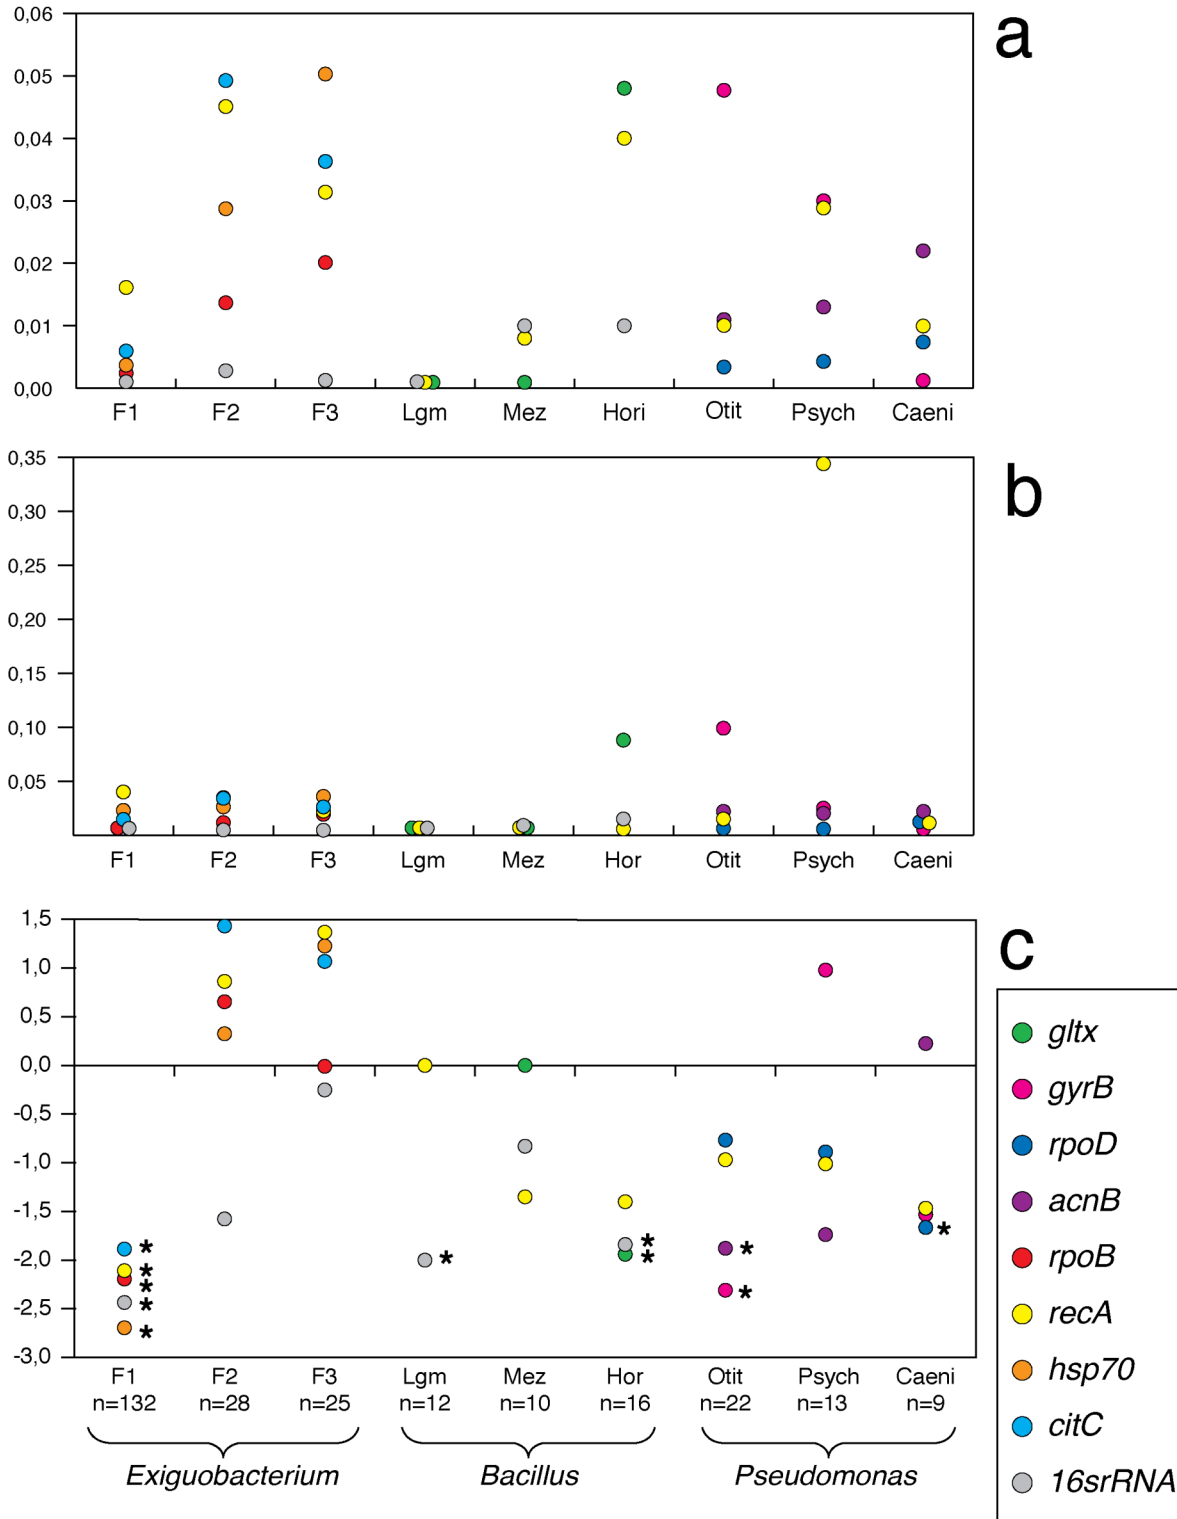 a
0,06
0,05
0,04
0,03
0,02
0,01
0,00
F1 F2 F3 Lgm Mez Hori Otit Psych Caeni
b
0,35
0,30
0,25
0,20
0,15
0,10
0,05
F1 F2 F3 Lgm Mez Hor Otit Psych Caeni
c
1,5
1,0
0,5
0,0
-0,5
-1,0
-1,5
-2,0
-2,5
-3,0
* * * * * * * * * * *
F1 F2 F3 Lgm Mez Hor Otit Psych Caeni
n=132 n=28 n=25 n=12 n=10 n=16 n=22 n=13 n=9
Exiguobacterium Bacillus Pseudomonas
gltx
gyrB
rpoD
acnB
rpoB
recA
hsp70
citC
16srRNA